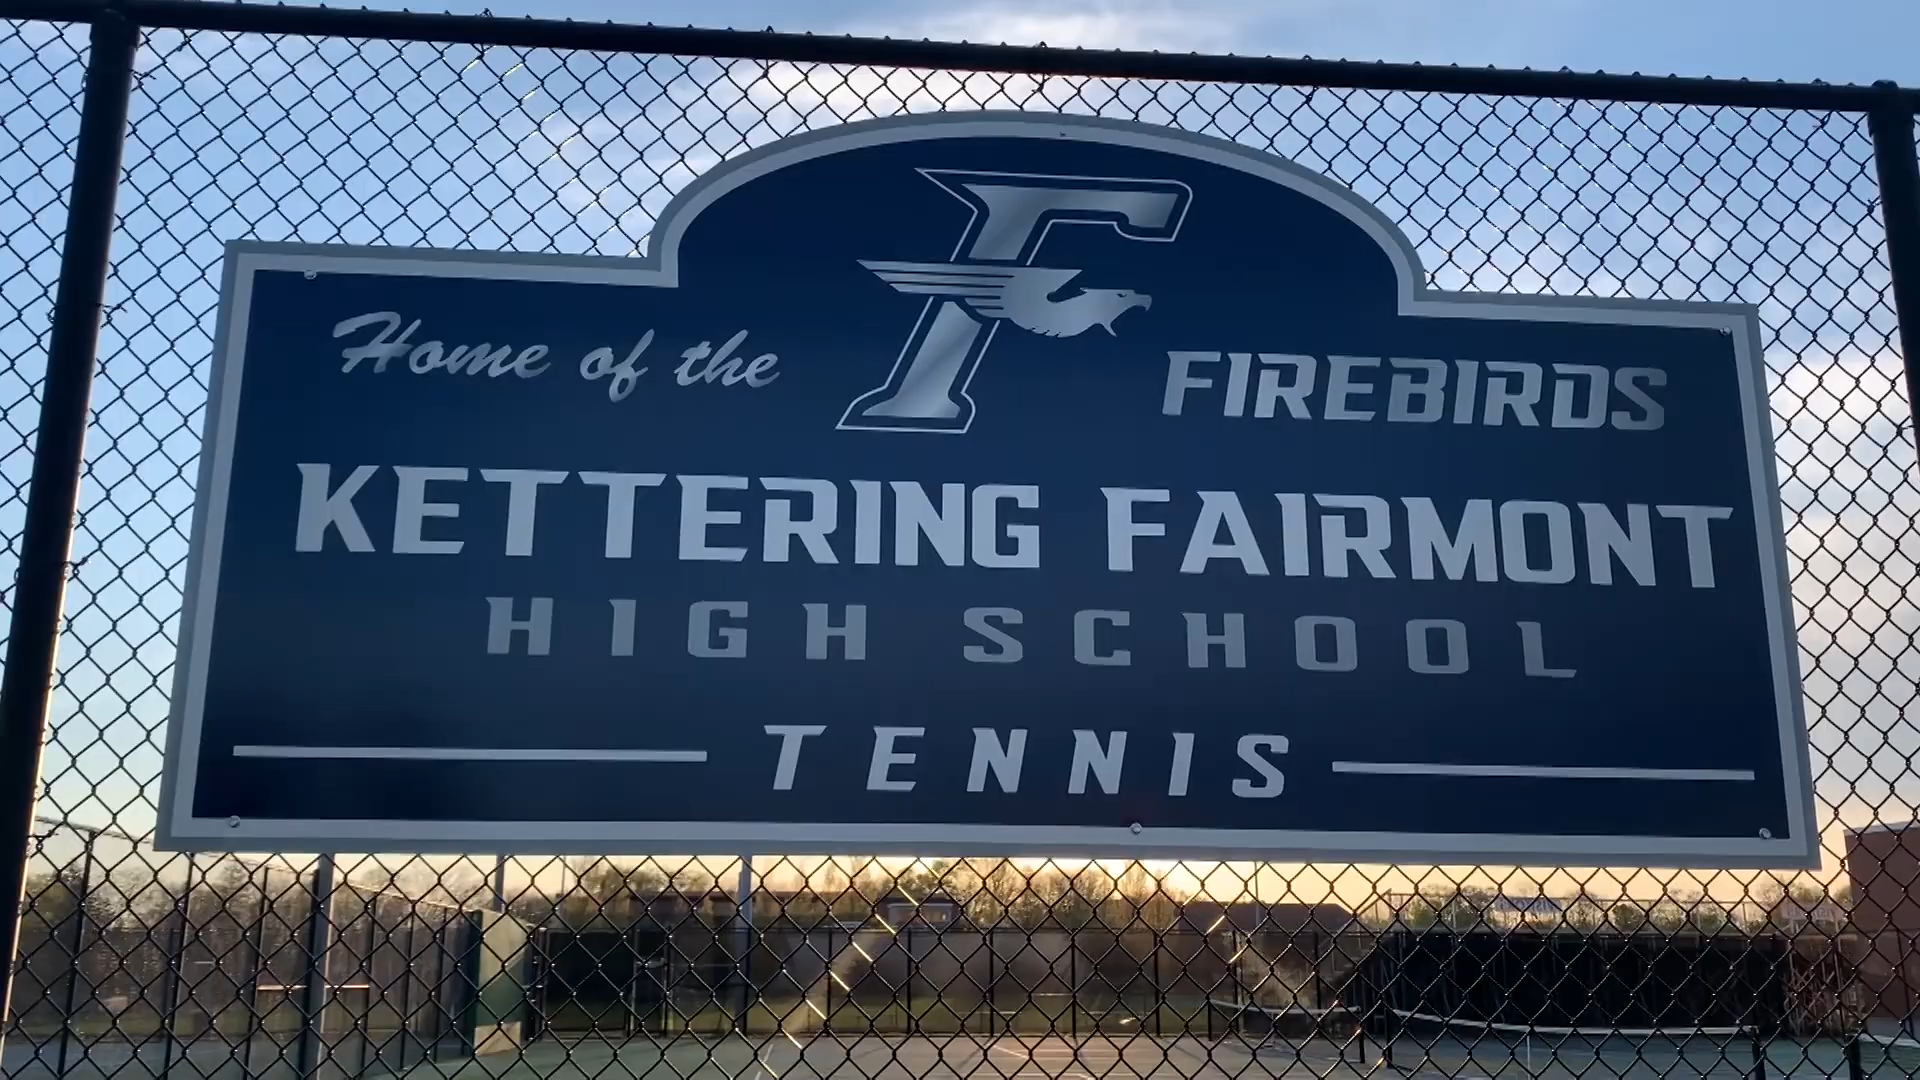 F
Home of the FIREBIRDS
KETTERING FAIRMONT
HIGH SCHOOL
TENNIS